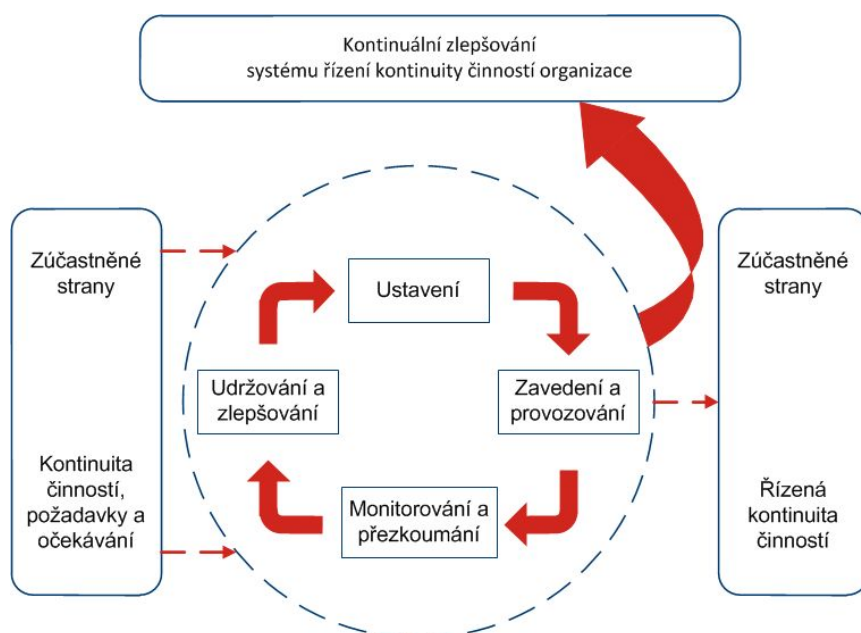 Kontinuální zlepšování
systému řízení kontinuity činností organizace
Zúčastněné
strany
Kontinuita
činností,
požadavky a
očekávání
Ustavení
Udržování a
zlepšování
Zavedení a
provozování
Monitorování a
přezkoumání
Zúčastněné
strany
Řízená
kontinuita
činností